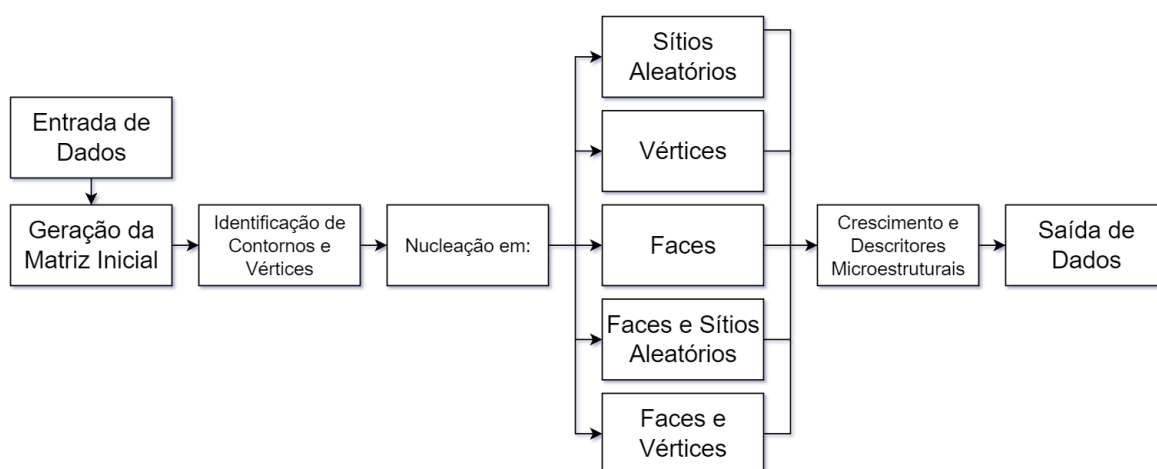 Entrada de
Dados
Geração da
Matriz Inicial
Identificação de
Contornos e
Vértices
Nucleação em:
Sítios
Aleatórios
Vértices
Faces
Faces e Sítios
Aleatórios
Faces e
Vértices
Crescimento e
Descritores
Microestruturais
Saída de
Dados